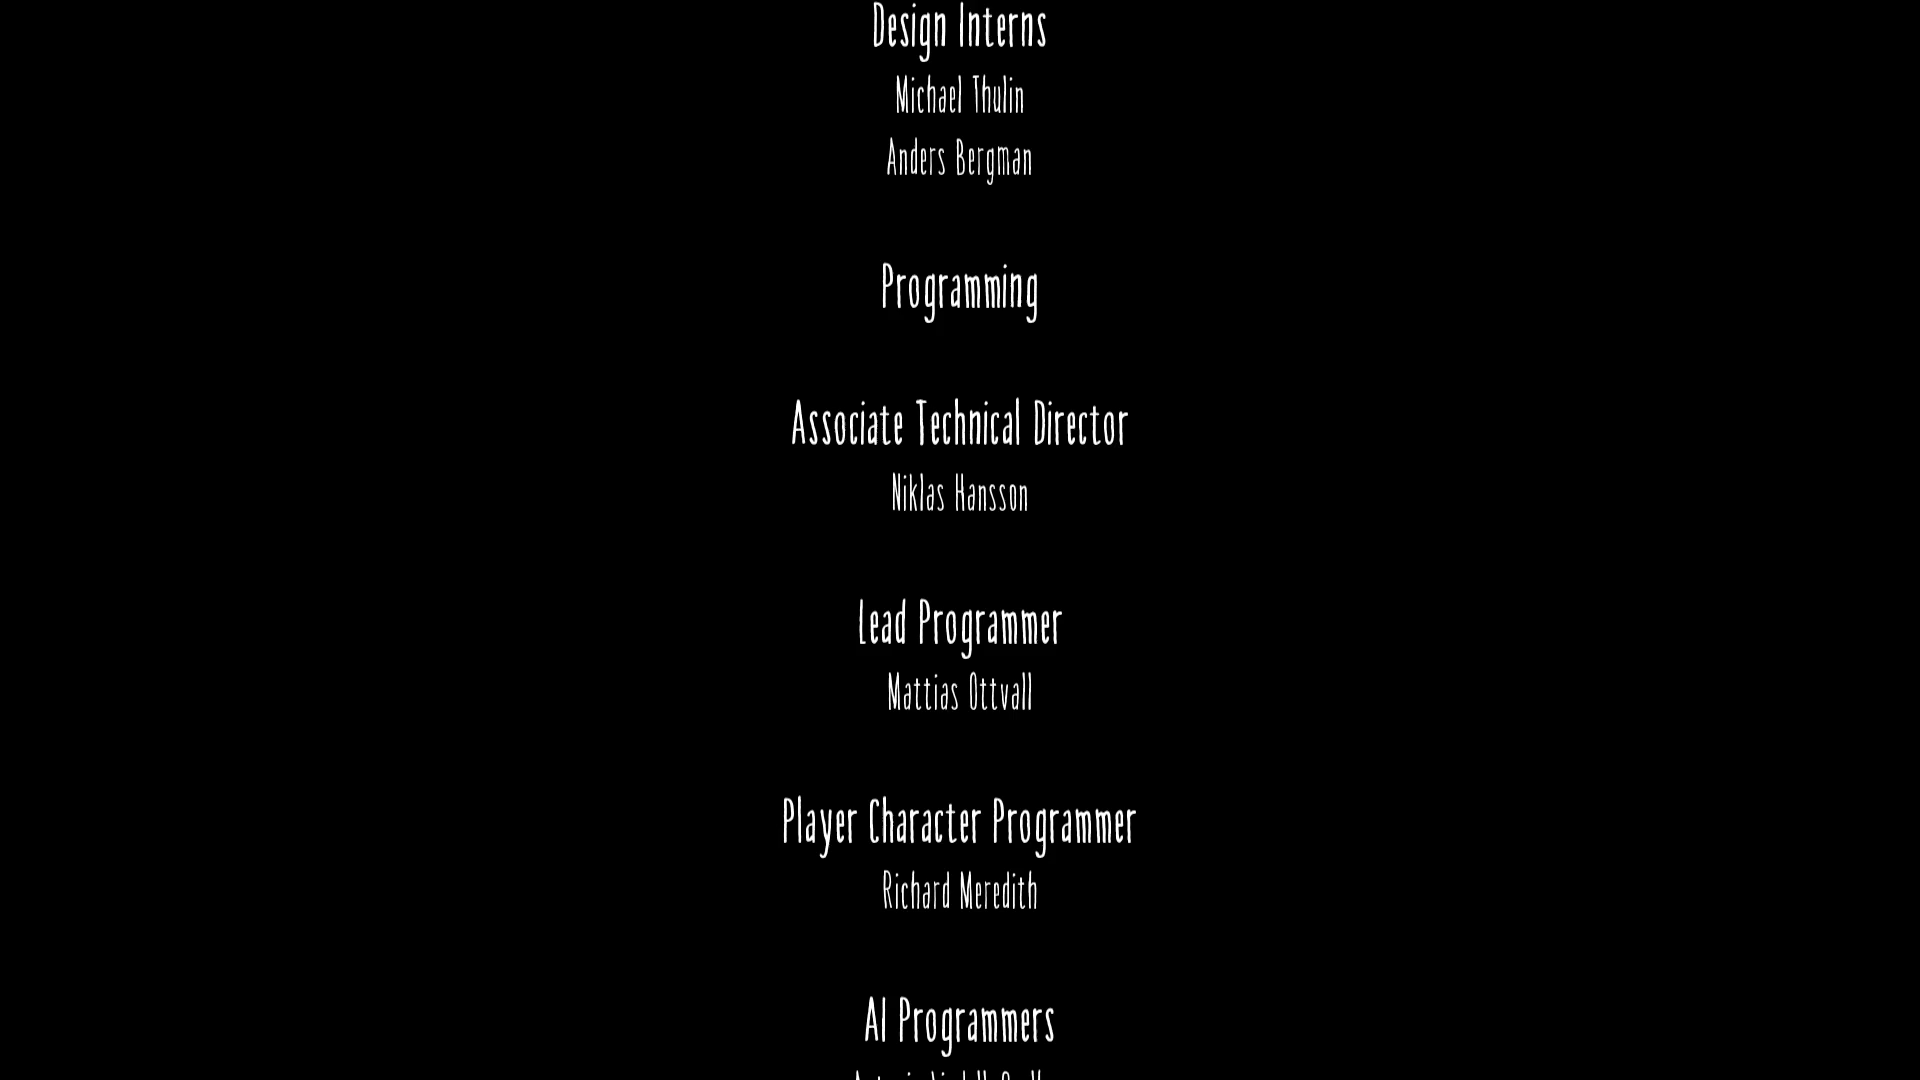 Design Interns
Michael Thulin
Anders Bergman
Programming
Associate Technical Director
Niklas Hansson
Lead Programmer
Mattias Ottvall
Player Character Programmer
Richard Meredith
AI Programmers